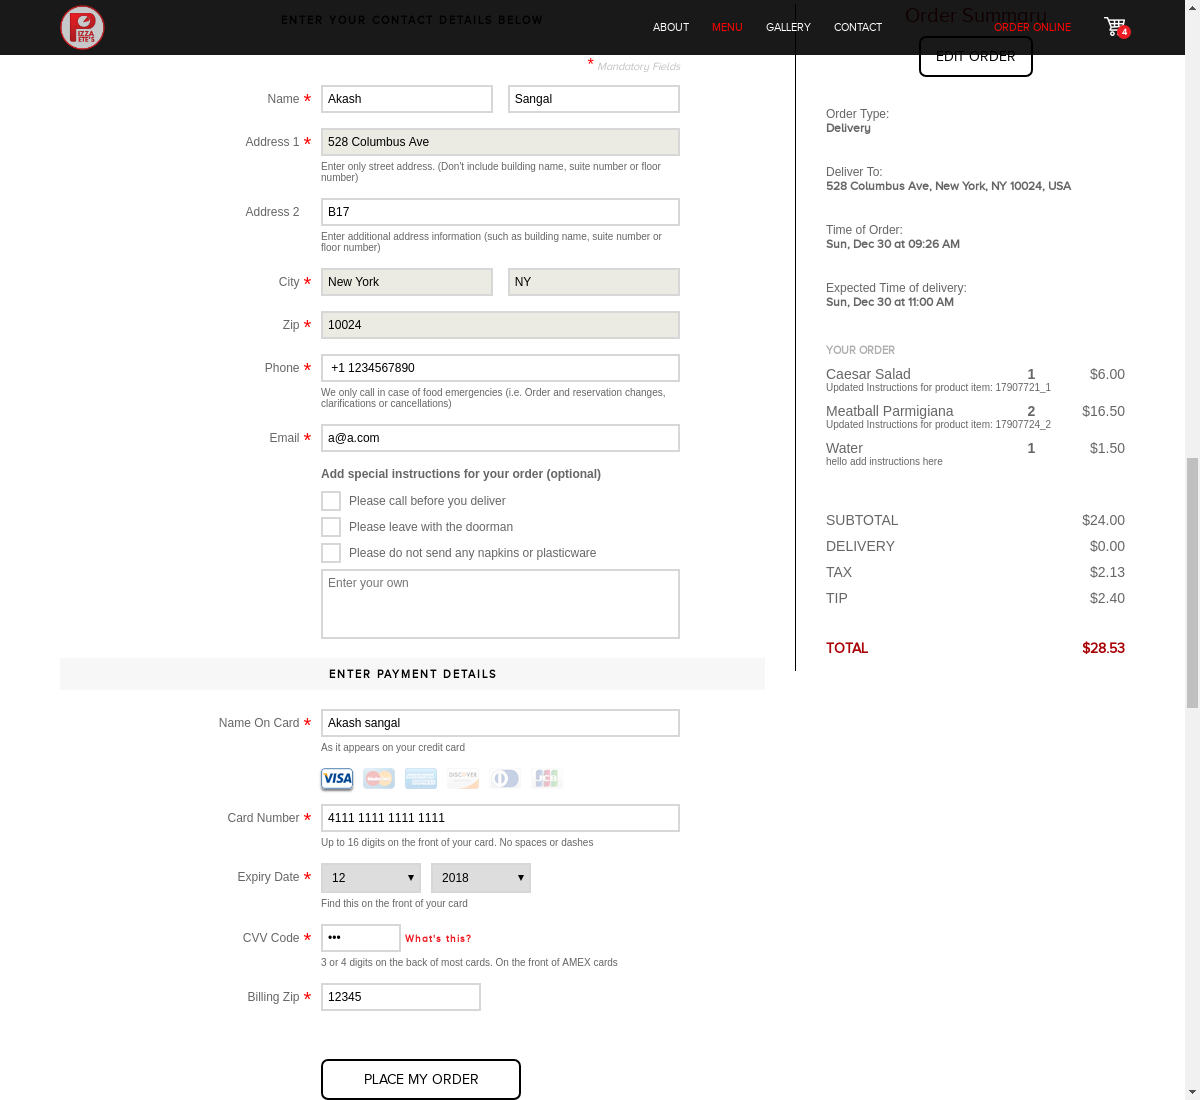 PIZZA
PETE'S
ABOUT MENU GALLERY CONTACT ORDER ONLINE 4
ENTER YOUR CONTACT DETAILS BELOW
* Mandatory Fields
Name * Akash Sangal
Address 1 * 528 Columbus Ave
Enter only street address. (Don't include building name, suite number or floor
number)
Address 2 B17
Enter additional address information (such as building name, suite number or
floor number)
City * New York NY
Zip * 10024
Phone * +1 1234567890
We only call in case of food emergencies (i.e. Order and reservation changes,
clarifications or cancellations)
Email * a@a.com
Add special instructions for your order (optional)
Please call before you deliver
Please leave with the doorman
Please do not send any napkins or plasticware
Enter your own
ENTER PAYMENT DETAILS
Name On Card * Akash sangal
As it appears on your credit card
VISA MasterCard DISCOVER JCB
Card Number * 4111 1111 1111 1111
Up to 16 digits on the front of your card. No spaces or dashes
Expiry Date * 12 2018
Find this on the front of your card
CVV Code * ••• What's this?
3 or 4 digits on the back of most cards. On the front of AMEX cards
Billing Zip * 12345
PLACE MY ORDER
Order Summary
EDIT ORDER
Order Type:
Delivery
Deliver To:
528 Columbus Ave, New York, NY 10024, USA
Time of Order:
Sun, Dec 30 at 09:26 AM
Expected Time of delivery:
Sun, Dec 30 at 11:00 AM
YOUR ORDER
Caesar Salad 1 $6.00
Updated Instructions for product item: 17907721_1
Meatball Parmigiana 2 $16.50
Updated Instructions for product item: 17907724_2
Water 1 $1.50
hello add instructions here
SUBTOTAL $24.00
DELIVERY $0.00
TAX $2.13
TIP $2.40
TOTAL $28.53